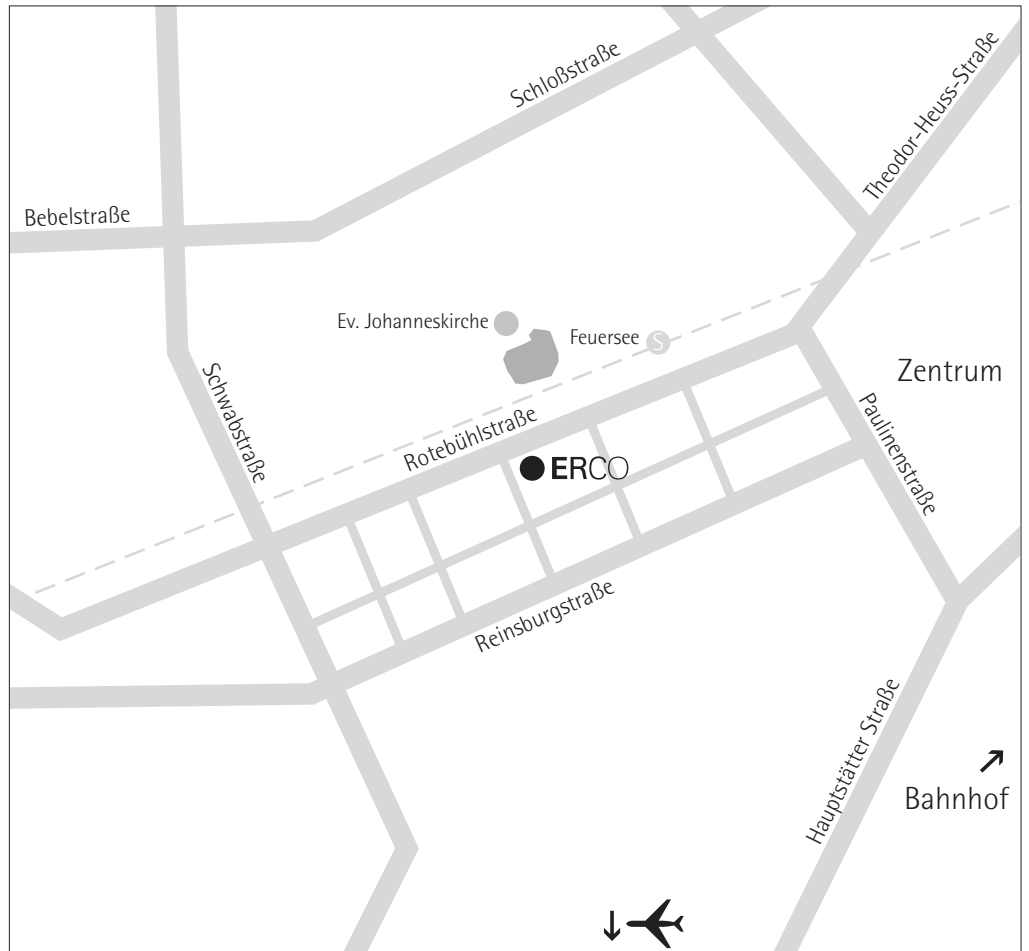 Schloßstraße
Theodor-Heuss-Straße
Bebelstraße
Ev. Johanneskirche
Feuersee
S
Zentrum
Schwabstraße
Rotebühlstraße
Paulinenstraße
ERCO
Reinsburgstraße
Hauptstätter Straße
Bahnhof